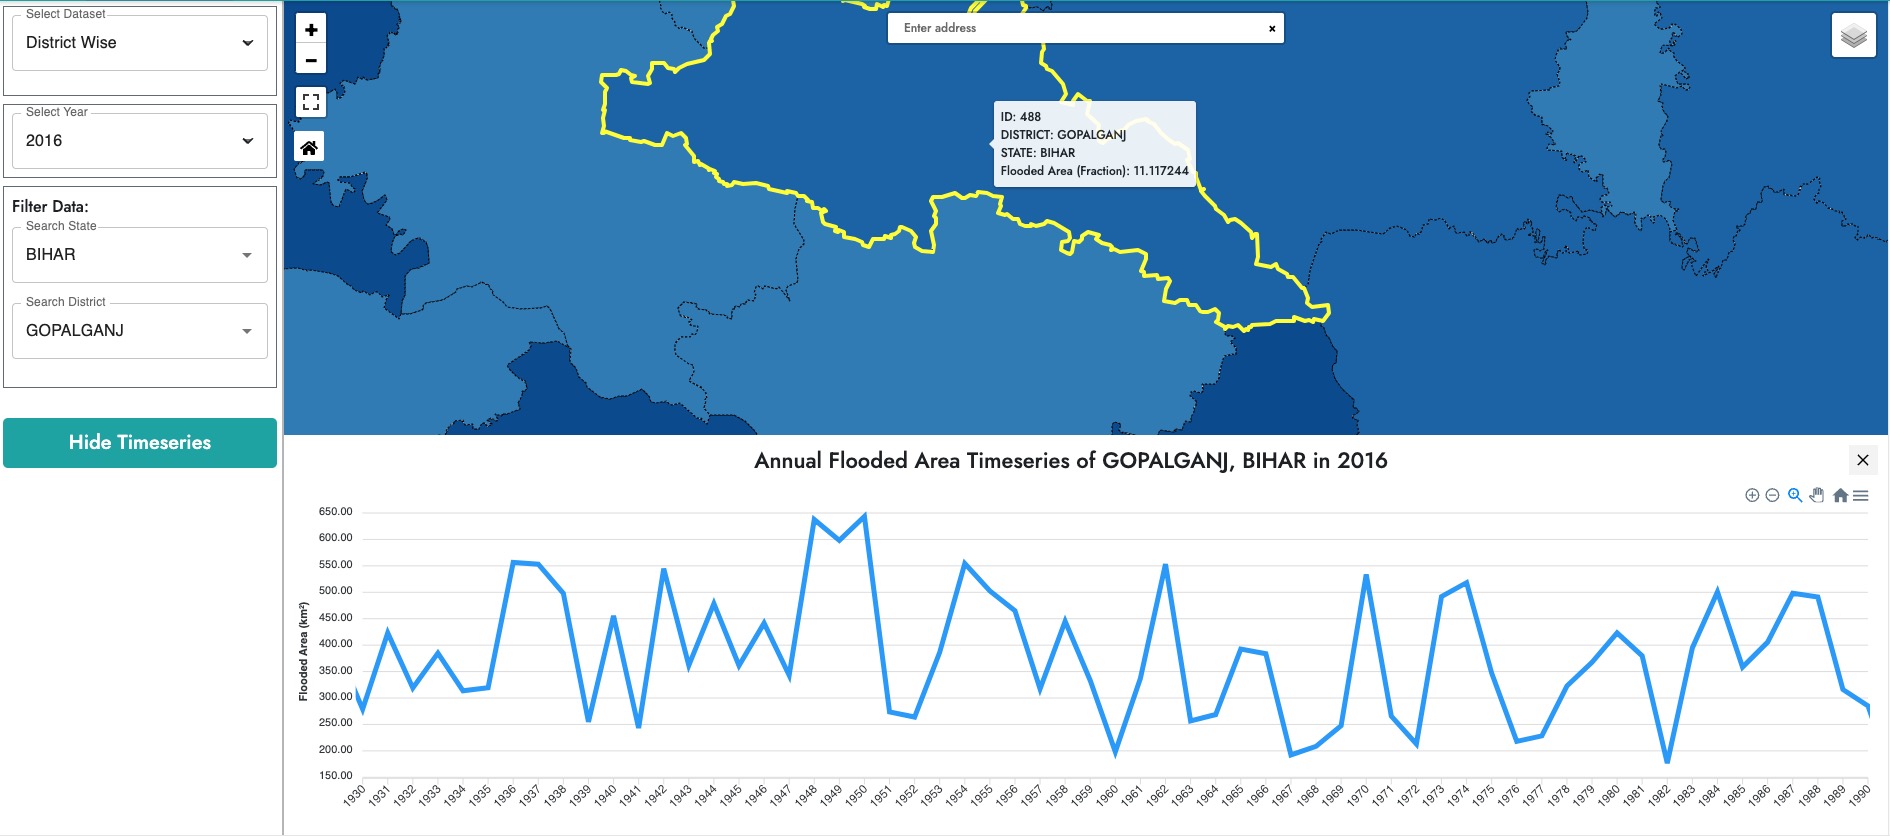 Select Dataset
District Wise
Select Year
2016
Filter Data:
Search State
BIHAR
Search District
GOPALGANJ
Hide Timeseries
+
−
Enter address
×
ID: 488
DISTRICT: GOPALGANJ
STATE: BIHAR
Flooded Area (Fraction): 11.117244
Annual Flooded Area Timeseries of GOPALGANJ, BIHAR in 2016
Flooded Area (km²)
650.00
600.00
550.00
500.00
450.00
400.00
350.00
300.00
250.00
200.00
150.00
1930 1931 1932 1933 1934 1935 1936 1937 1938 1939 1940 1941 1942 1943 1944 1945 1946 1947 1948 1949 1950 1951 1952 1953 1954 1955 1956 1957 1958 1959 1960 1961 1962 1963 1964 1965 1966 1967 1968 1969 1970 1971 1972 1973 1974 1975 1976 1977 1978 1979 1980 1981 1982 1983 1984 1985 1986 1987 1988 1989 1990